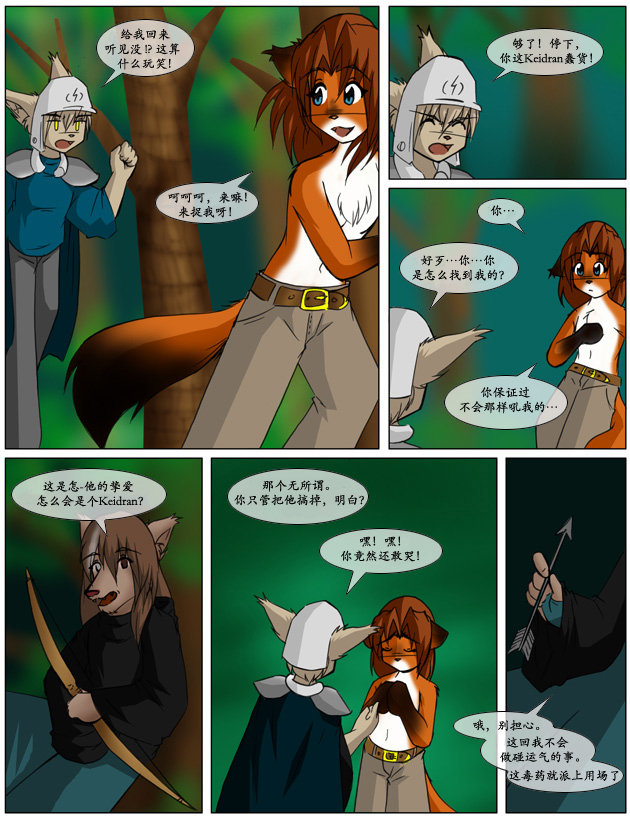 给我回来
听见没!?这算
什么玩笑!
呵呵呵，来嘛!
来捉我呀!
够了!停下，
你这Keidran蠢货!
你…
好歹…你…你
是怎么找到我的?
你保证过
不会那样吼我的…
这是怎-他的挚爱
怎么会是个Keidran?
那个无所谓。
你只管把他搞掉，明白?
嘿!嘿!
你竟然还敢哭!
哦，别担心。
这回我不会
做碰运气的事。
这毒药就派上用场了